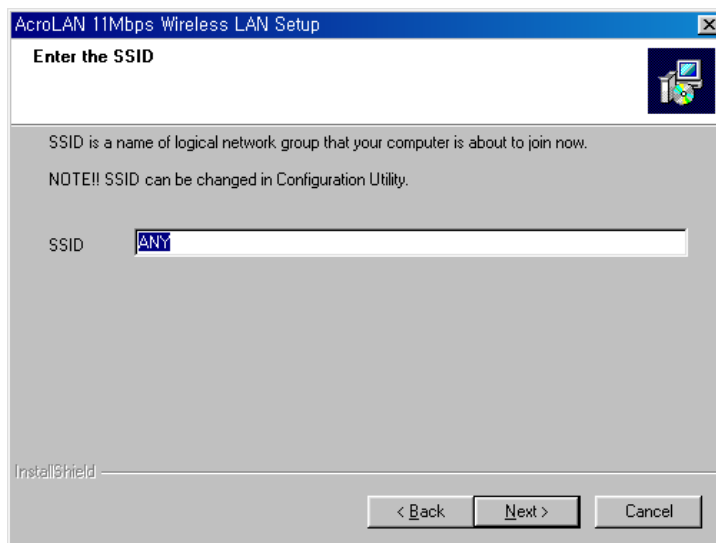 AcroLAN 11Mbps Wireless LAN Setup
Enter the SSID
SSID is a name of logical network group that your computer is about to join now.
NOTE!! SSID can be changed in Configuration Utility.
SSID ANY
InstallShield
< Back Next > Cancel